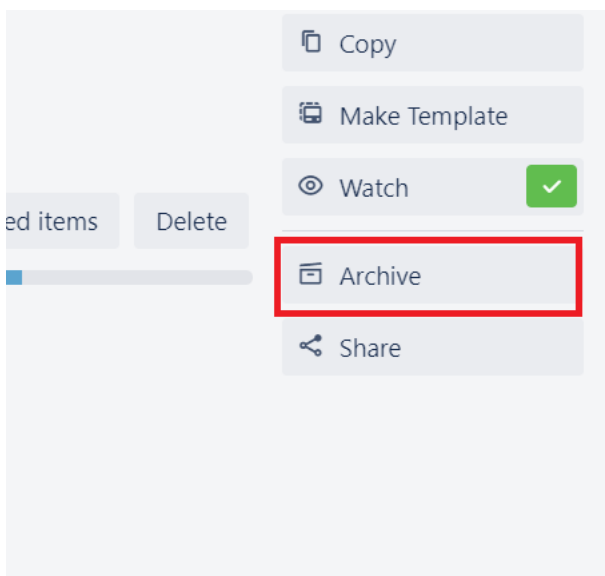 Copy
Make Template
Watch
ed items Delete
Archive
Share